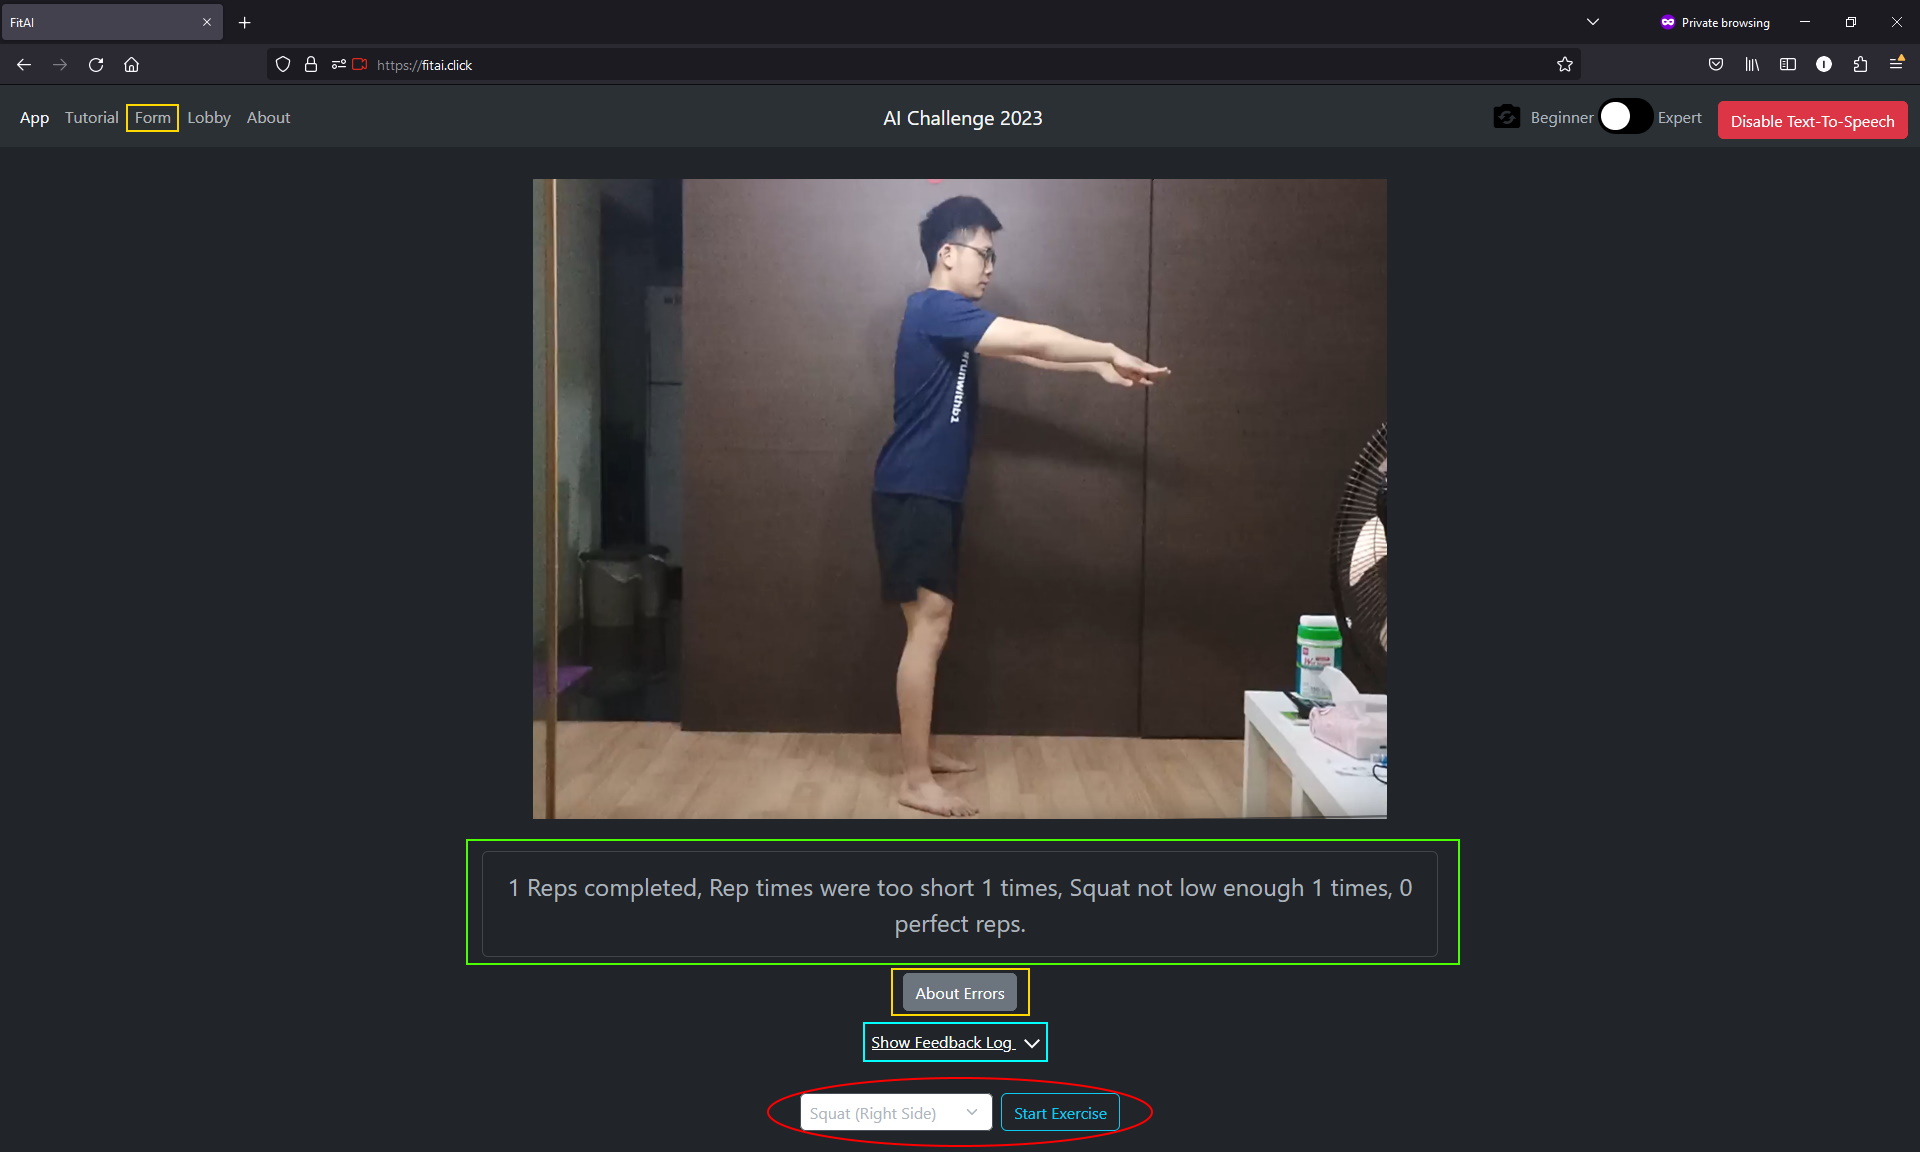 FitAI
Private browsing
https://fitai.click
App Tutorial Form Lobby About
AI Challenge 2023
Beginner Expert
Disable Text-To-Speech
#runwithb1
1 Reps completed, Rep times were too short 1 times, Squat not low enough 1 times, 0
perfect reps.
About Errors
Show Feedback Log
Squat (Right Side)
Start Exercise